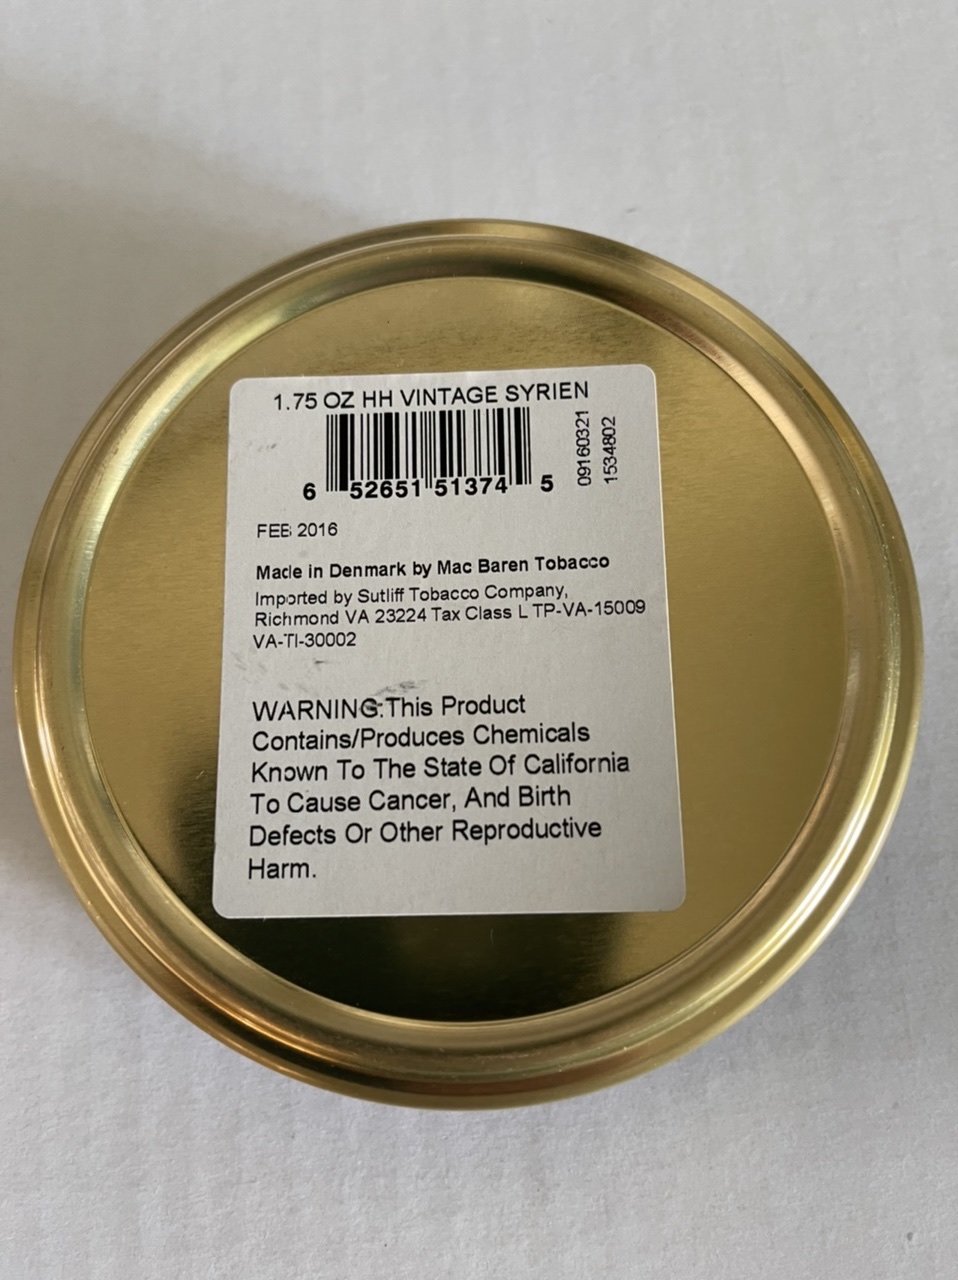 1.75 OZ HH VINTAGE SYRIEN
6 52651 51374 5
09160321
1534802
FEB 2016
Made in Denmark by Mac Baren Tobacco
Imported by Sutliff Tobacco Company,
Richmond VA 23224 Tax Class L TP-VA-15009
VA-TI-30002
WARNING:This Product
Contains/Produces Chemicals
Known To The State Of California
To Cause Cancer, And Birth
Defects Or Other Reproductive
Harm.